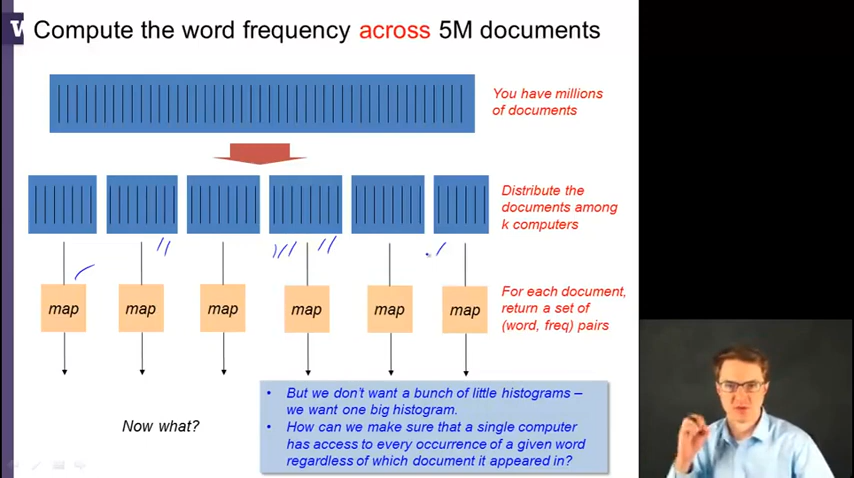 W
Compute the word frequency across 5M documents
You have millions
of documents
Distribute the
documents among
k computers
map
map
map
map
map
map
For each document,
return a set of
(word, freq) pairs
Now what?
• But we don't want a bunch of little histograms –
we want one big histogram.
• How can we make sure that a single computer
has access to every occurrence of a given word
regardless of which document it appeared in?